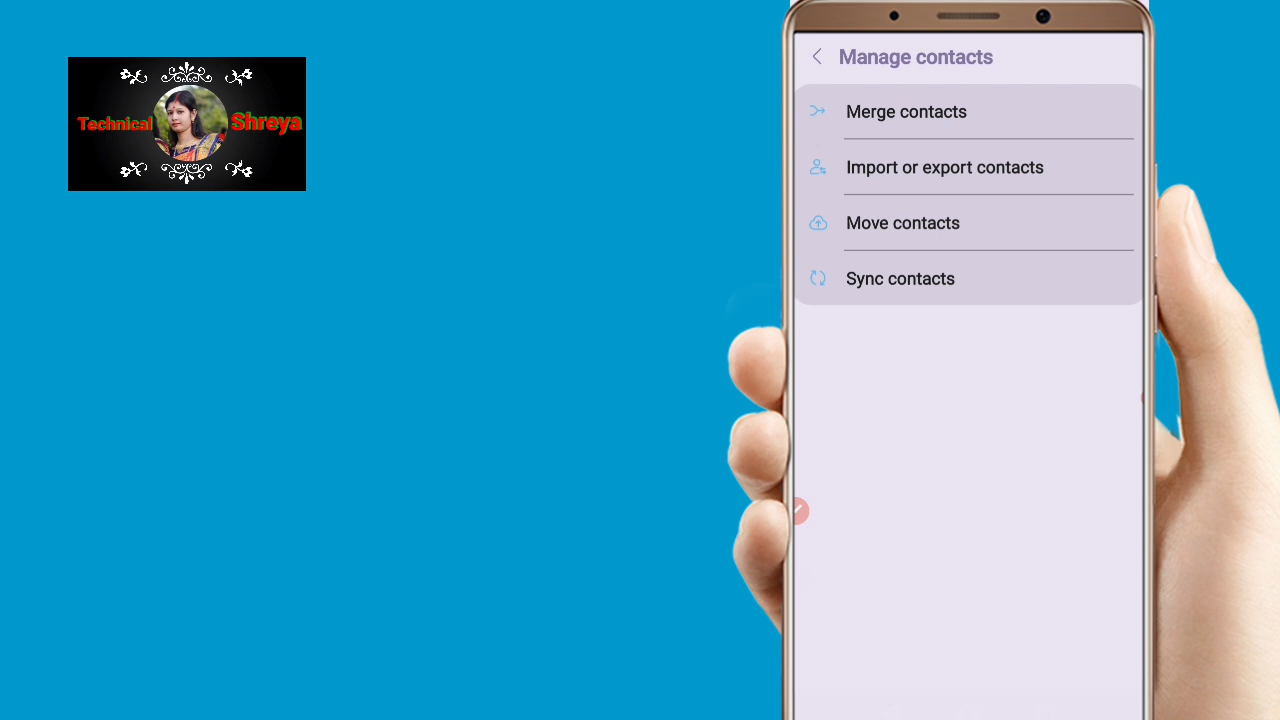 Technical Shreya
Manage contacts
Merge contacts
Import or export contacts
Move contacts
Sync contacts